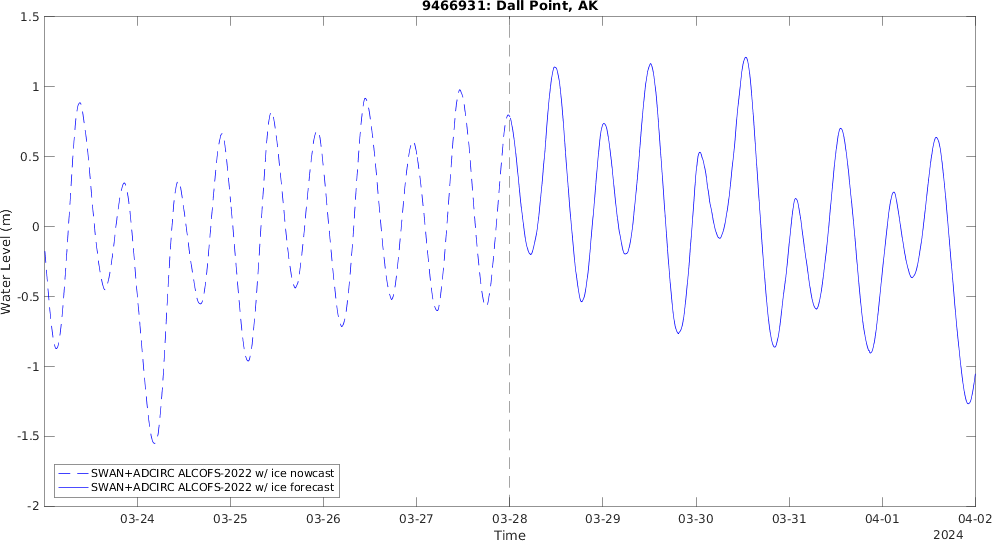 9466931: Dall Point, AK
1.5
1
0.5
0
-0.5
-1
-1.5
-2
Water Level (m)
SWAN+ADCIRC ALCOFS-2022 w/ ice nowcast
SWAN+ADCIRC ALCOFS-2022 w/ ice forecast
03-24 03-25 03-26 03-27 03-28 03-29 03-30 03-31 04-01 04-02
Time
2024